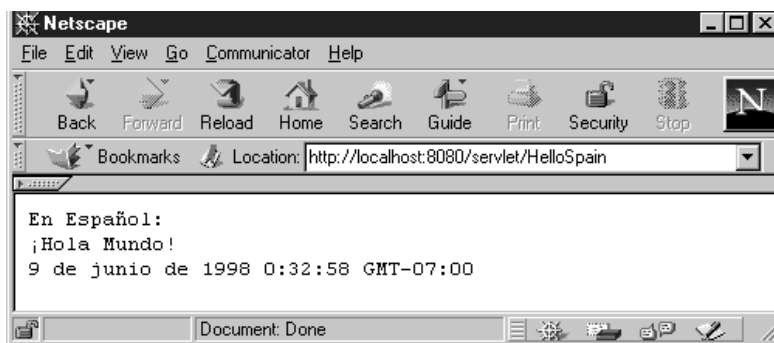 Netscape
File Edit View Go Communicator Help
Back Forward Reload Home Search Guide Print Security Stop
N
Bookmarks Location: http://localhost:8080/servlet/HelloSpain
En Español:
¡Hola Mundo!
9 de junio de 1998 0:32:58 GMT-07:00
Document: Done